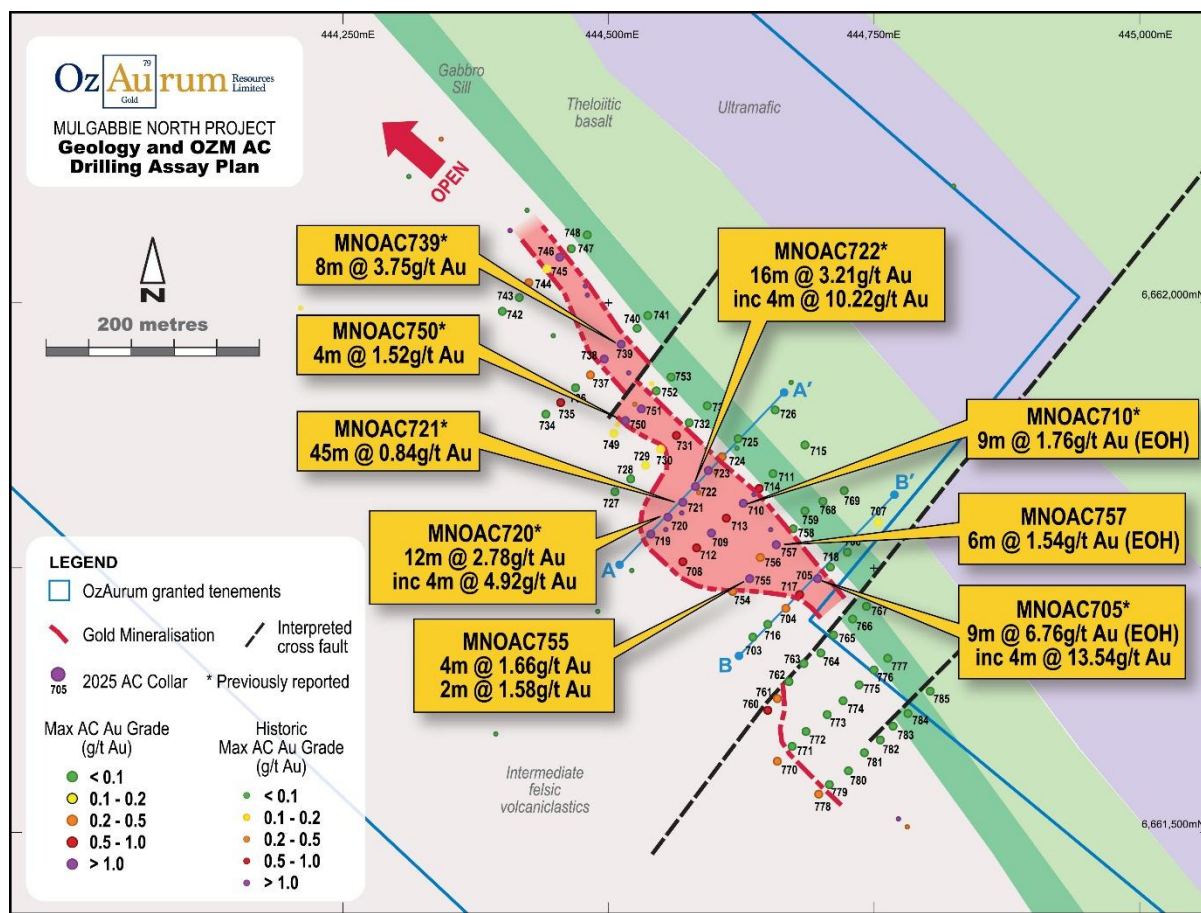 444,250mE
444,500mE
444,750mE
445,000mE
79
OzAurum Resources Limited
Gold
MULGABBIE NORTH PROJECT
Geology and OZM AC
Drilling Assay Plan
Gabbro
Sill
Theloiitic
basalt
Ultramafic
OPEN
N
200 metres
6,662,000mN
6,661,500mN
MNOAC739*
8m @ 3.75g/t Au
MNOAC722*
16m @ 3.21g/t Au
inc 4m @ 10.22g/t Au
MNOAC750*
4m @ 1.52g/t Au
MNOAC721*
45m @ 0.84g/t Au
MNOAC710*
9m @ 1.76g/t Au (EOH)
MNOAC720*
12m @ 2.78g/t Au
inc 4m @ 4.92g/t Au
MNOAC757
6m @ 1.54g/t Au (EOH)
MNOAC755
4m @ 1.66g/t Au
2m @ 1.58g/t Au
MNOAC705*
9m @ 6.76g/t Au (EOH)
inc 4m @ 13.54g/t Au
748
747
746
745
744
743
742
741
740
739
738
737
735
734
753
752
751
750
749
732
731
730
729
728
727
A'
726
725
724
723
722
721
720
719
A
715
711
714
710
713
709
712
708
769
768
759
758
757
756
755
754
B'
707
718
705
717
704
716
703
B
767
766
765
764
763
762
761
760
777
776
775
774
773
772
771
770
785
784
783
782
781
780
779
778
Intermediate
felsic
volcaniclastics
LEGEND
OzAurum granted tenements
Gold Mineralisation
Interpreted
cross fault
705
2025 AC Collar
* Previously reported
Max AC Au Grade
(g/t Au)
< 0.1
0.1 - 0.2
0.2 - 0.5
0.5 - 1.0
> 1.0
Historic
Max AC Au Grade
(g/t Au)
< 0.1
0.1 - 0.2
0.2 - 0.5
0.5 - 1.0
> 1.0